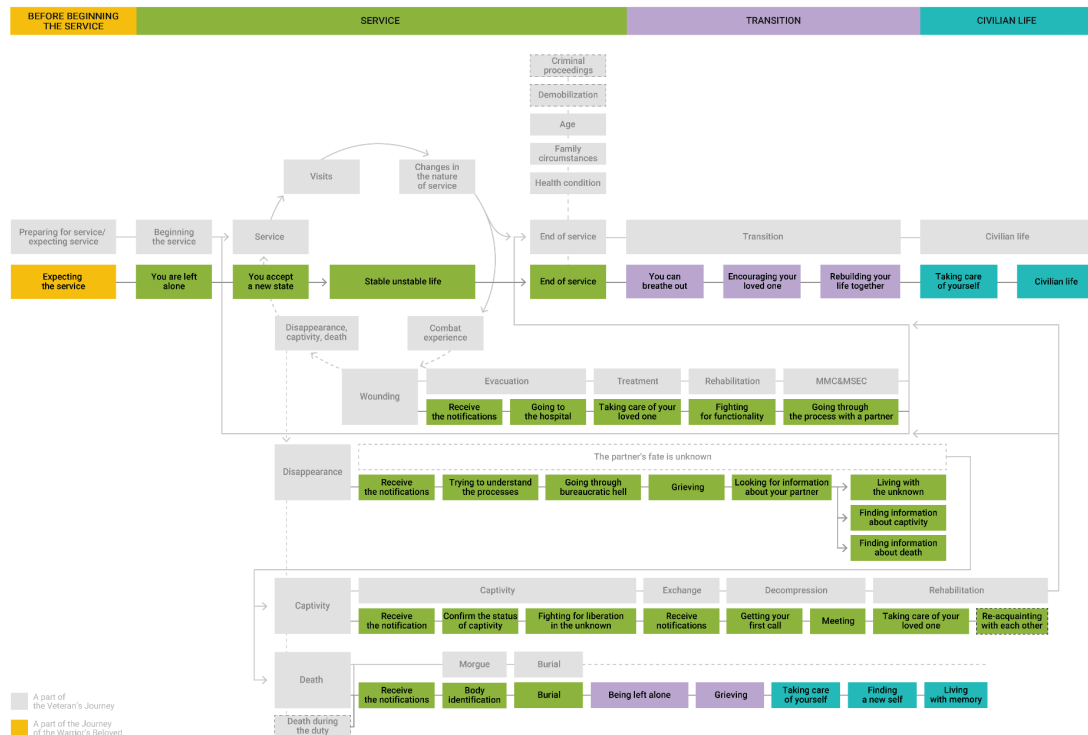 BEFORE BEGINNING
THE SERVICE
SERVICE
TRANSITION
CIVILIAN LIFE
Criminal
proceedings
Demobilization
Age
Family
circumstances
Health condition
Visits
Changes in
the nature
of service
Preparing for service/
expecting service
Beginning
the service
Service
End of service
Transition
Civilian life
Expecting
the service
You are left
alone
You accept
a new state
Stable unstable life
End of service
You can
breathe out
Encouraging your
loved one
Rebuilding your
life together
Taking care
of yourself
Civilian life
Disappearance,
captivity, death
Combat
experience
Wounding
Evacuation
Treatment
Rehabilitation
MMC&MSEC
Receive
the notifications
Going to
the hospital
Taking care of your
loved one
Fighting
for functionality
Going through
the process with a partner
Disappearance
The partner's fate is unknown
Receive
the notifications
Trying to understand
the processes
Going through
bureaucratic hell
Grieving
Looking for information
about your partner
Living with
the unknown
Finding information
about captivity
Finding information
about death
Captivity
Captivity
Exchange
Decompression
Rehabilitation
Receive
the notification
Confirm the status
of captivity
Fighting for liberation
in the unknown
Receive
notifications
Getting your
first call
Meeting
Taking care of your
loved one
Re-acquainting
with each other
Death
Morgue
Burial
Receive
the notifications
Body
identification
Burial
Being left alone
Grieving
Taking care
of yourself
Finding
a new self
Living
with memory
Death during
the duty
A part of
the Veteran's Journey
A part of the Journey
of the Warrior's Beloved